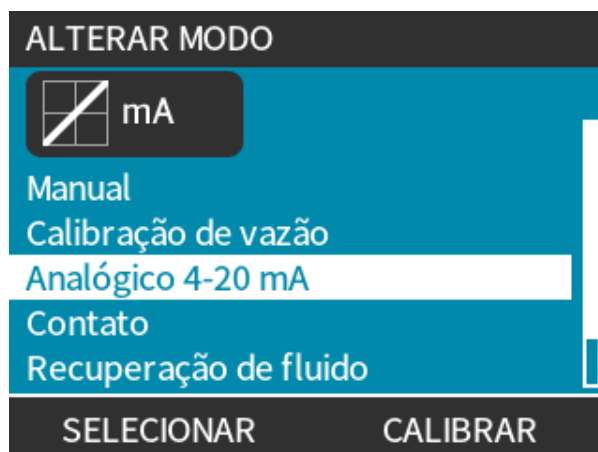 ALTERAR MODO
mA
Manual
Calibração de vazão
Analógico 4-20 mA
Contato
Recuperação de fluido
SELECIONAR CALIBRAR